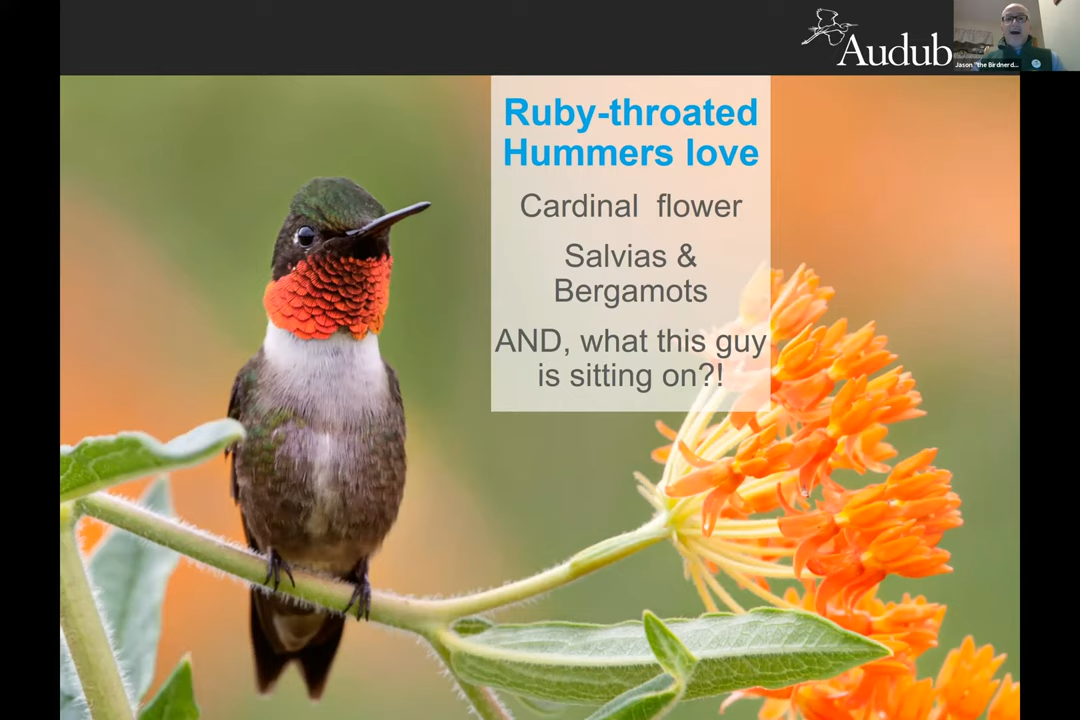 Audub
Jason "the Birdnerd...
Ruby-throated
Hummers love
Cardinal flower
Salvias &
Bergamots
AND, what this guy
is sitting on?!